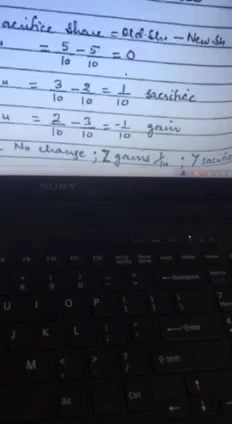 Sacrifice Share = Old Sh. - New Sh
= 5/10 - 5/10 = 0
= 3/10 - 2/10 = 1/10 sacrifice
= 2/10 - 3/10 = -1/10 gain
No change ; Z gains 1/10 ; Y
SONY
F8 F9 F10 F11 F12
Backspace
U I O P
J K L
Enter
M
Shift
Alt Ctrl